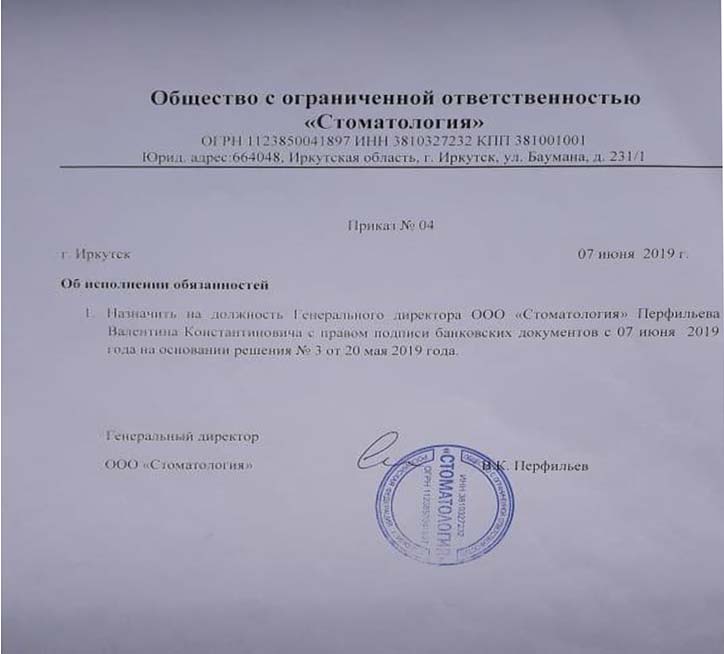 Общество с ограниченной ответственностью
«Стоматология»
ОГРН 1123850041897 ИНН 3810327232 КПП 381001001
Юрид. адрес:664048, Иркутская область, г. Иркутск, ул. Баумана, д. 231/1
Приказ № 04
г. Иркутск 07 июня 2019 г.
Об исполнении обязанностей
1. Назначить на должность Генерального директора ООО «Стоматология» Перфильева
Валентина Константиновича с правом подписи банковских документов с 07 июня 2019
года на основании решения № 3 от 20 мая 2019 года.
Генеральный директор
ООО «Стоматология» В.К. Перфильев
«СТОМАТОЛОГИЯ»
ИНН 3810327232